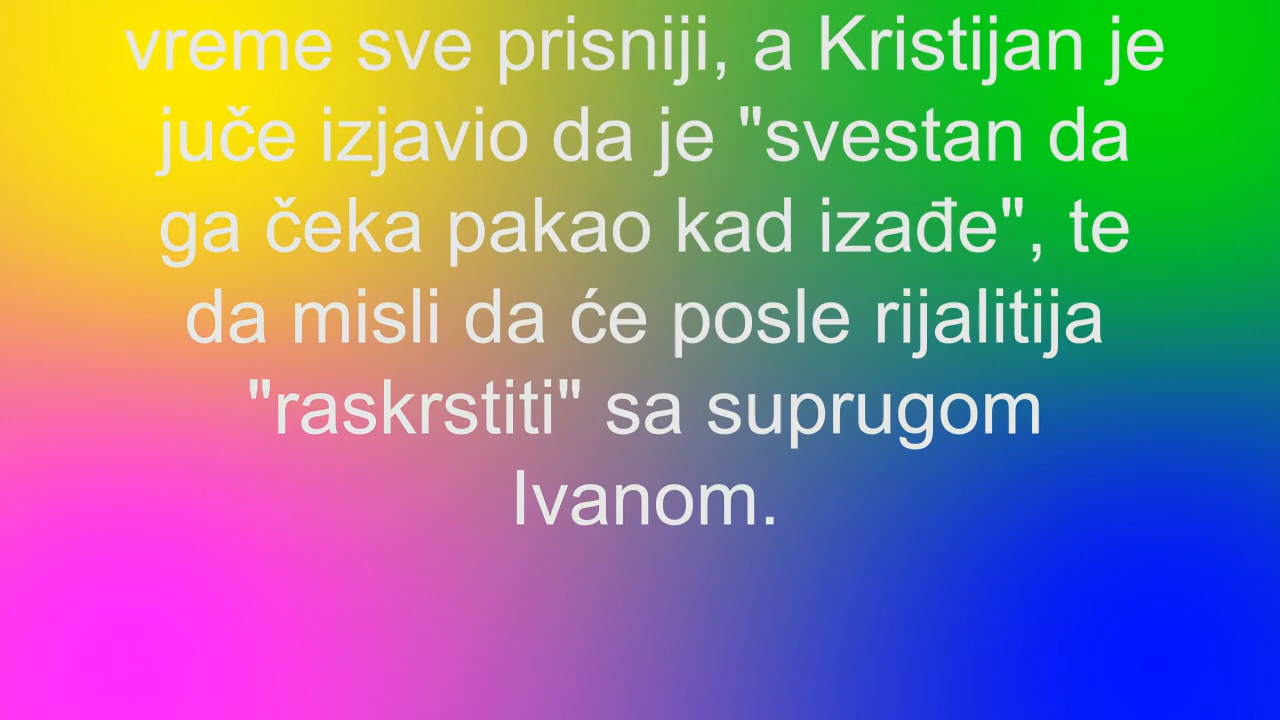 vreme sve prisniji, a Kristijan je
juče izjavio da je "svestan da
ga čeka pakao kad izađe", te
da misli da će posle rijalitija
"raskrstiti" sa suprugom
Ivanom.